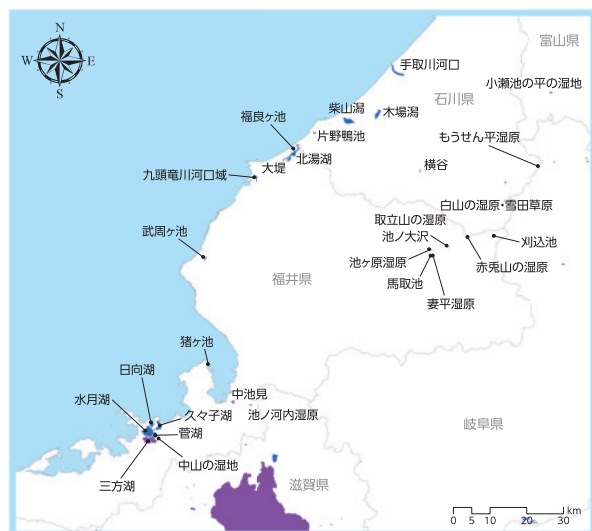 N
W
E
S
富山県
手取川河口
小瀬池の平の湿地
石川県
柴山潟
木場潟
福良ヶ池
片野鴨池
もうせん平湿原
北潟湖
大堤
横谷
九頭竜川河口域
白山の湿原・雪田草原
取立山の湿原
池ノ大沢
刈込池
武周ヶ池
池ヶ原湿原
赤兎山の湿原
福井県
馬取池
妻平湿原
猪ヶ池
日向湖
中池見
水月湖
久々子湖
池ノ河内湿原
岐阜県
菅湖
中山の湿地
三方湖
滋賀県
0 5 10 20 30 km